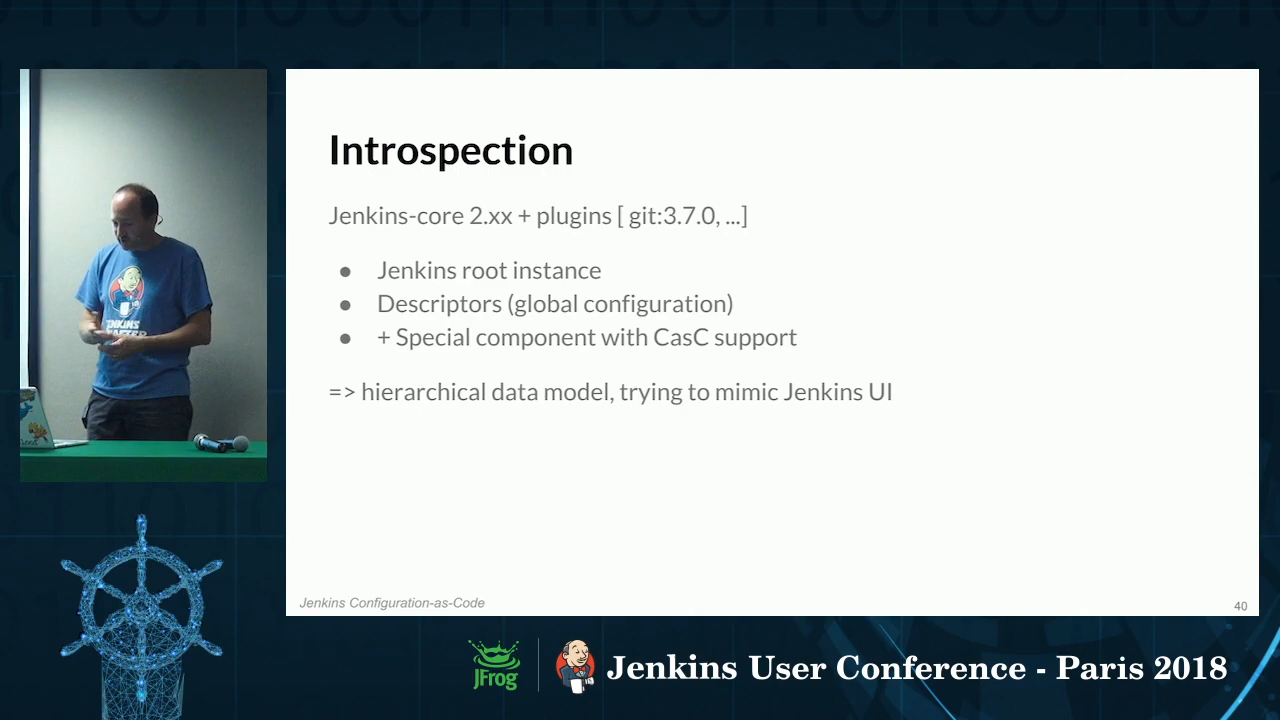 Introspection
Jenkins-core 2.xx + plugins [ git:3.7.0, ...]
● Jenkins root instance
● Descriptors (global configuration)
● + Special component with CasC support
=> hierarchical data model, trying to mimic Jenkins UI
Jenkins Configuration-as-Code
40
JFrog
Jenkins User Conference - Paris 2018
JENKINS